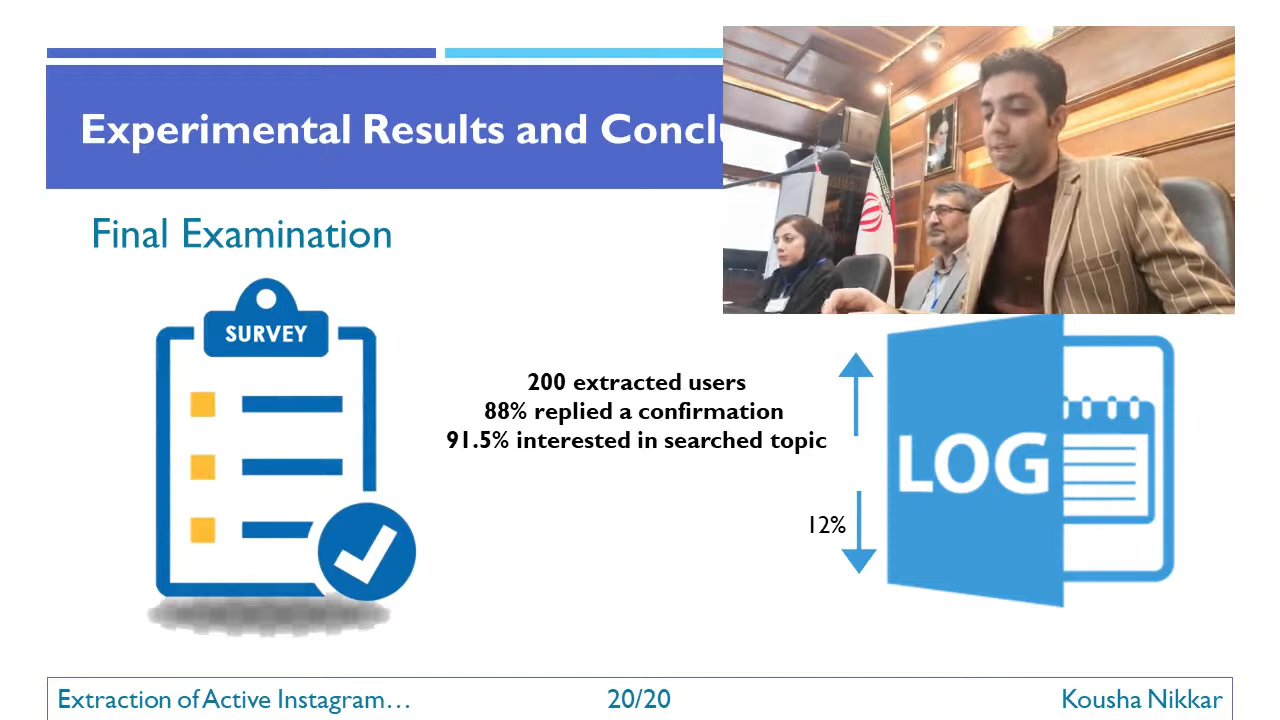 Experimental Results and Conclu
Final Examination
SURVEY
200 extracted users
88% replied a confirmation
91.5% interested in searched topic
LOG
12%
Extraction of Active Instagram…
20/20
Kousha Nikkar